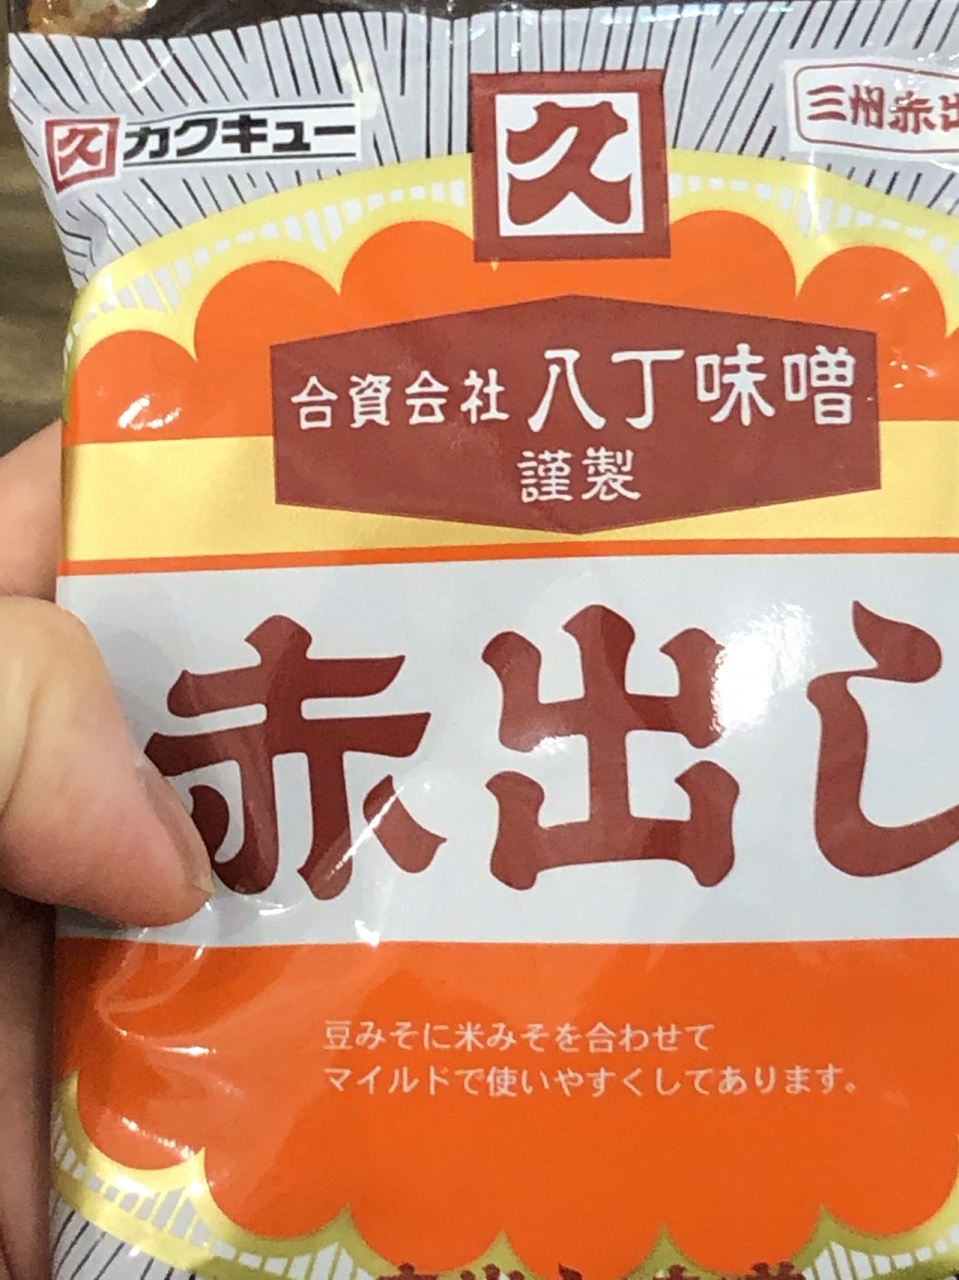 久 カクキュー
久
三州赤出
合資会社 八丁味噌
謹製
赤出し
豆みそに米みそを合わせて
マイルドで使いやすくしてあります。